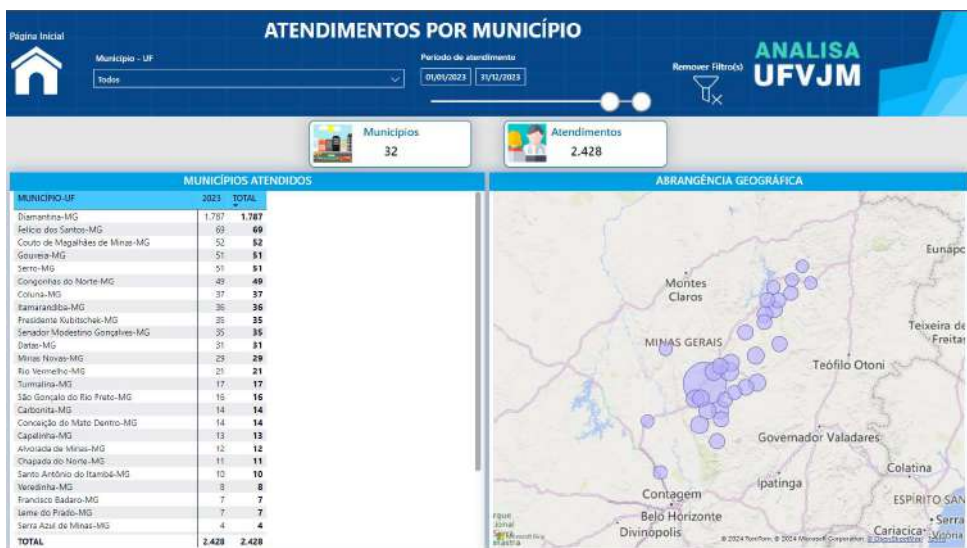 ATENDIMENTOS POR MUNICÍPIO
Página Inicial
Município - UF
Todos
Período de atendimento
01/01/2023 31/12/2023
Remover Filtro(s)
ANALISA
UFVJM
Municípios
32
Atendimentos
2.428
MUNICÍPIOS ATENDIDOS
MUNICÍPIO-UF 2023 TOTAL
Diamantina-MG 1.787 1.787
Felício dos Santos-MG 69 69
Couto de Magalhães de Minas-MG 52 52
Gouveia-MG 51 51
Serro-MG 51 51
Congonhas do Norte-MG 49 49
Coluna-MG 37 37
Itamarandiba-MG 36 36
Presidente Kubitschek-MG 35 35
Senador Modestino Gonçalves-MG 35 35
Datas-MG 31 31
Minas Novas-MG 29 29
Rio Vermelho-MG 21 21
Turmalina-MG 17 17
São Gonçalo do Rio Preto-MG 16 16
Carbonita-MG 14 14
Conceição do Mato Dentro-MG 14 14
Capelinha-MG 13 13
Alvorada de Minas-MG 12 12
Chapada do Norte-MG 11 11
Santo Antônio do Itambé-MG 10 10
Veredinha-MG 8 8
Francisco Badaró-MG 7 7
Leme do Prado-MG 7 7
Serra Azul de Minas-MG 4 4
TOTAL 2.428 2.428
ABRANGÊNCIA GEOGRÁFICA
Eunápo
Montes
Claros
Teixeira de
Freitas
MINAS GERAIS
Teófilo Otoni
Governador Valadares
Colatina
Ipatinga
Contagem
ESPÍRITO SAN
Belo Horizonte
Serra
Divinópolis
Cariacica
Vitória
Microsoft Bing
© 2024 TomTom, © 2024 Microsoft Corporation, © OpenStreetMap